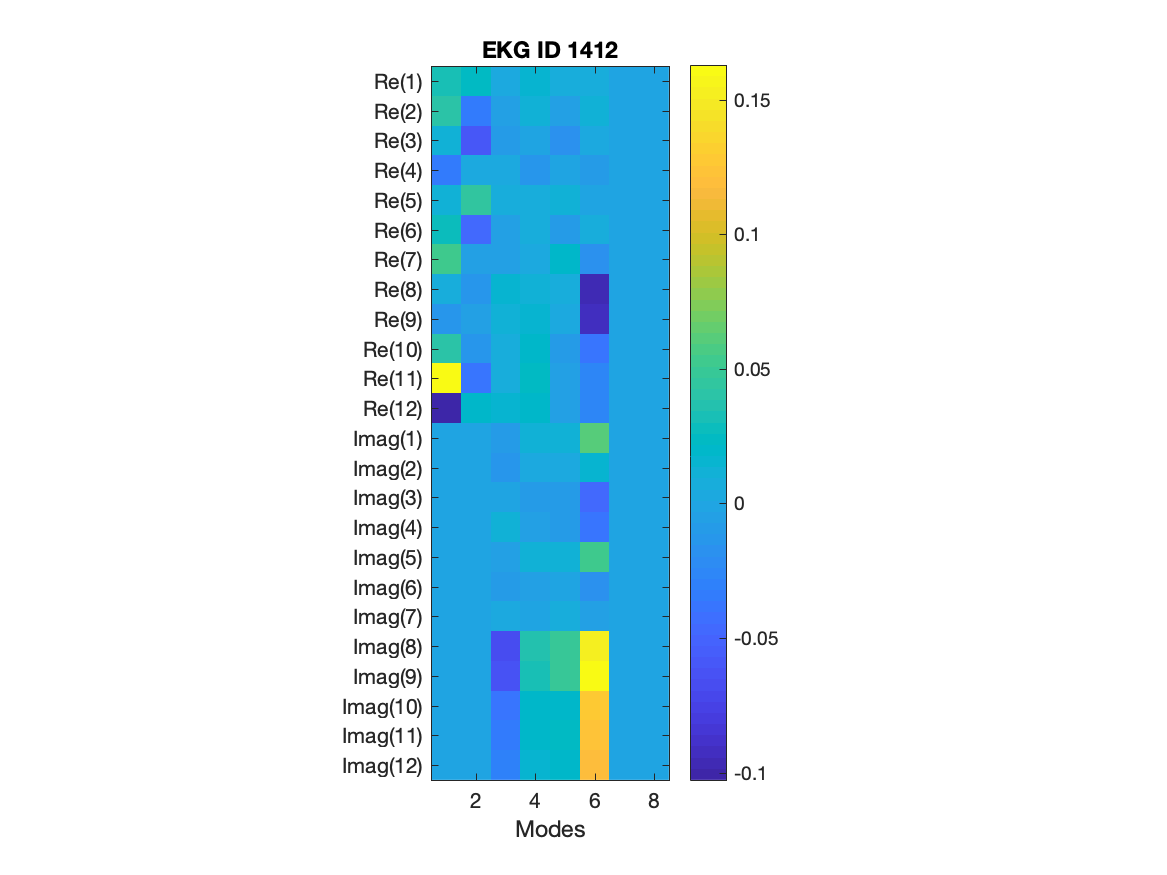 EKG ID 1412
Re(1)
Re(2)
Re(3)
Re(4)
Re(5)
Re(6)
Re(7)
Re(8)
Re(9)
Re(10)
Re(11)
Re(12)
Imag(1)
Imag(2)
Imag(3)
Imag(4)
Imag(5)
Imag(6)
Imag(7)
Imag(8)
Imag(9)
Imag(10)
Imag(11)
Imag(12)
2 4 6 8
Modes
0.15
0.1
0.05
0
-0.05
-0.1